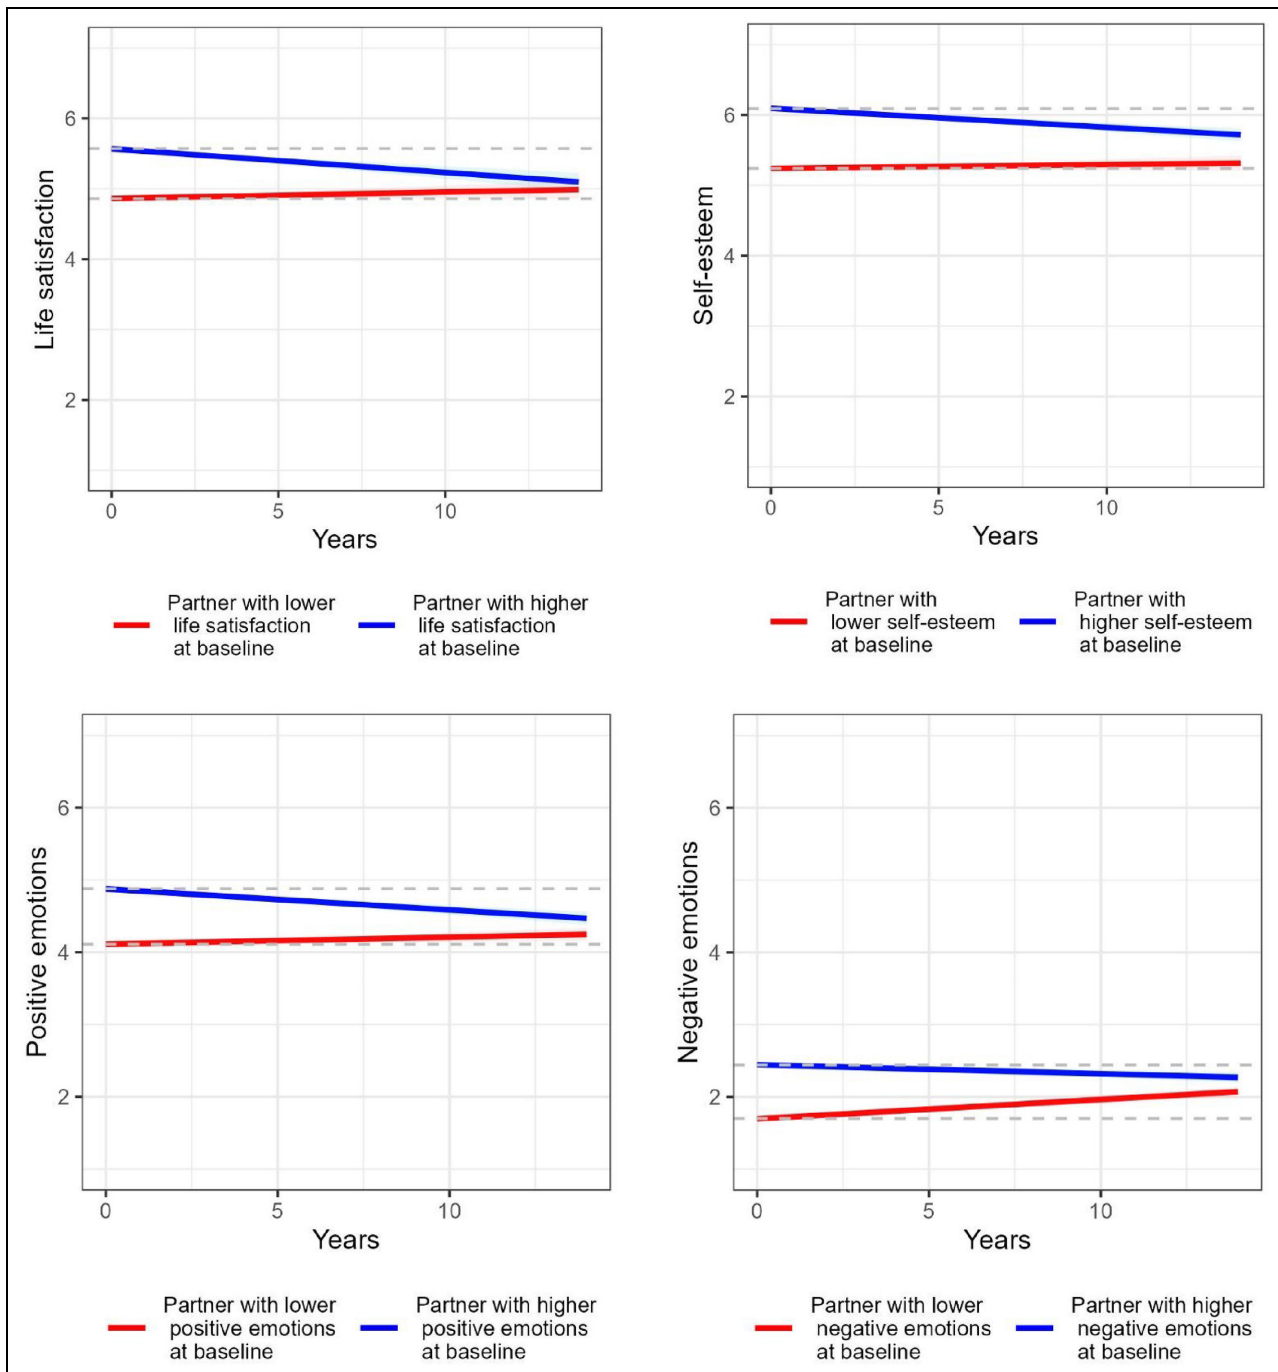 Life satisfaction
6
4
2
0 5 10
Years
Partner with lower
life satisfaction
at baseline
Partner with higher
life satisfaction
at baseline
Self-esteem
6
4
2
0 5 10
Years
Partner with
lower self-esteem
at baseline
Partner with
higher self-esteem
at baseline
Positive emotions
6
4
2
0 5 10
Years
Partner with lower
positive emotions
at baseline
Partner with higher
positive emotions
at baseline
Negative emotions
6
4
2
0 5 10
Years
Partner with lower
negative emotions
at baseline
Partner with higher
negative emotions
at baseline